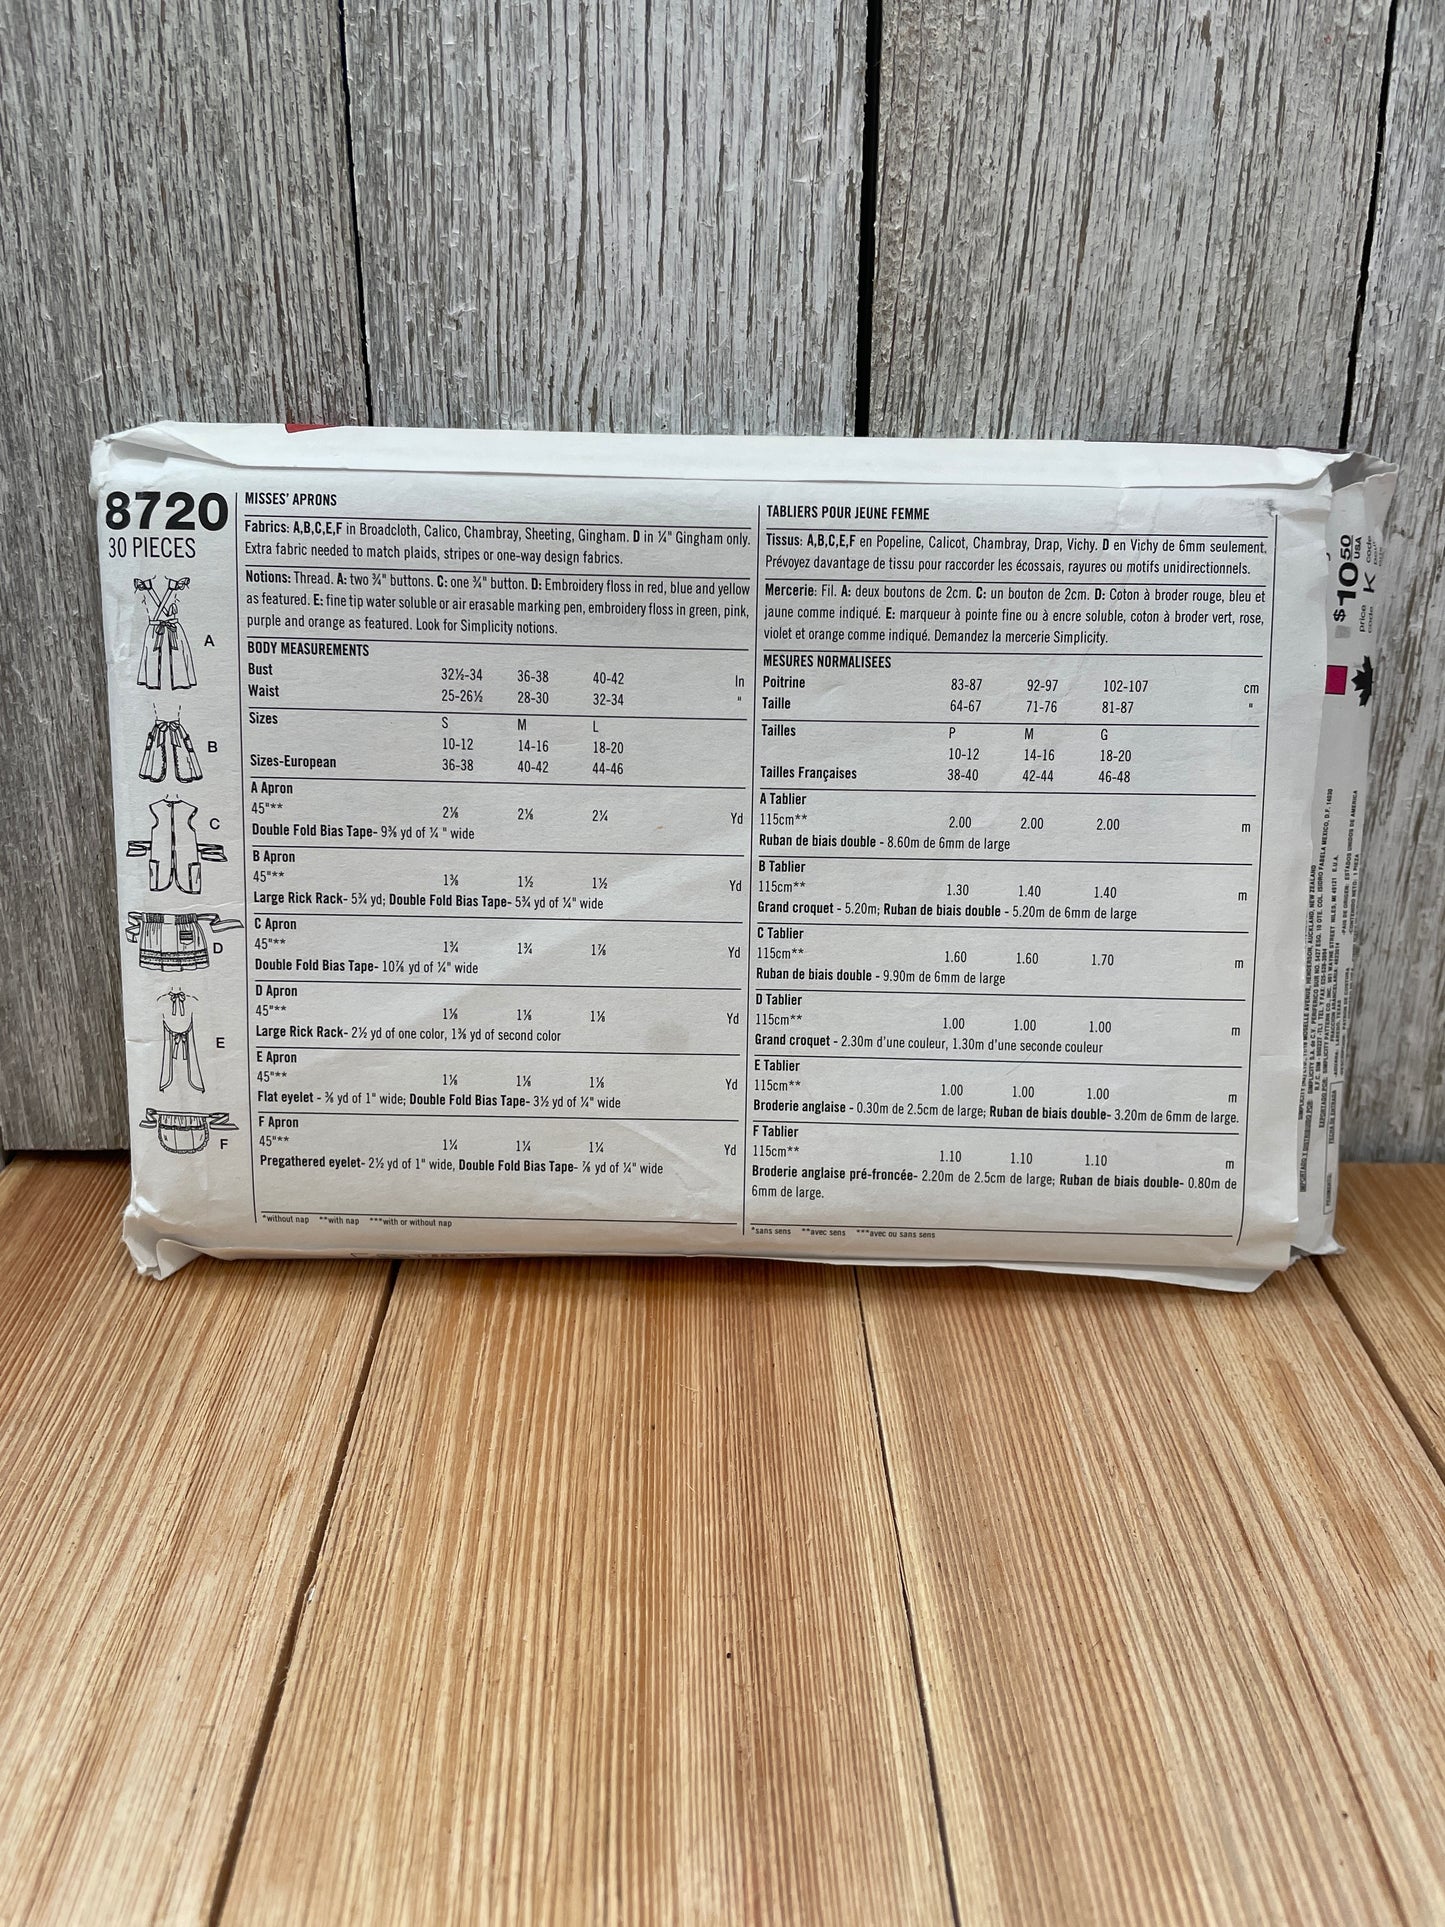 8720
30 PIECES
A
B
C
D
E
F
MISSES' APRONS
Fabrics: A,B,C,E,F in Broadcloth, Calico, Chambray, Sheeting, Gingham. D in ¼" Gingham only.
Extra fabric needed to match plaids, stripes or one-way design fabrics.
Notions: Thread. A: two ¾" buttons. C: one ¾" button. D: Embroidery floss in red, blue and yellow
as featured. E: fine tip water soluble or air erasable marking pen, embroidery floss in green, pink,
purple and orange as featured. Look for Simplicity notions.
BODY MEASUREMENTS
Bust 32½-34 36-38 40-42 In
Waist 25-26½ 28-30 32-34 "
Sizes S M L
10-12 14-16 18-20
Sizes-European 36-38 40-42 44-46
A Apron
45"** 2⅛ 2⅛ 2¼ Yd
Double Fold Bias Tape- 9⅜ yd of ¼ " wide
B Apron
45"** 1⅜ 1½ 1½ Yd
Large Rick Rack- 5¾ yd; Double Fold Bias Tape- 5¾ yd of ¼" wide
C Apron
45"** 1¾ 1¾ 1⅞ Yd
Double Fold Bias Tape- 10⅞ yd of ¼" wide
D Apron
45"** 1⅛ 1⅛ 1⅛ Yd
Large Rick Rack- 2½ yd of one color, 1⅜ yd of second color
E Apron
45"** 1⅛ 1⅛ 1⅛ Yd
Flat eyelet - ⅜ yd of 1" wide; Double Fold Bias Tape- 3½ yd of ¼" wide
F Apron
45"** 1¼ 1¼ 1¼ Yd
Pregathered eyelet- 2½ yd of 1" wide, Double Fold Bias Tape- ⅞ yd of ¼" wide
*without nap **with nap ***with or without nap
TABLIERS POUR JEUNE FEMME
Tissus: A,B,C,E,F en Popeline, Calicot, Chambray, Drap, Vichy. D en Vichy de 6mm seulement.
Prévoyez davantage de tissu pour raccorder les écossais, rayures ou motifs unidirectionnels.
Mercerie: Fil. A: deux boutons de 2cm. C: un bouton de 2cm. D: Coton à broder rouge, bleu et
jaune comme indiqué. E: marqueur à pointe fine ou à encre soluble, coton à broder vert, rose,
violet et orange comme indiqué. Demandez la mercerie Simplicity.
MESURES NORMALISEES
Poitrine 83-87 92-97 102-107 cm
Taille 64-67 71-76 81-87 "
Tailles P M G
10-12 14-16 18-20
Tailles Françaises 38-40 42-44 46-48
A Tablier
115cm** 2.00 2.00 2.00 m
Ruban de biais double - 8.60m de 6mm de large
B Tablier
115cm** 1.30 1.40 1.40 m
Grand croquet - 5.20m; Ruban de biais double - 5.20m de 6mm de large
C Tablier
115cm** 1.60 1.60 1.70 m
Ruban de biais double - 9.90m de 6mm de large
D Tablier
115cm** 1.00 1.00 1.00 m
Grand croquet - 2.30m d'une couleur, 1.30m d'une seconde couleur
E Tablier
115cm** 1.00 1.00 1.00 m
Broderie anglaise - 0.30m de 2.5cm de large; Ruban de biais double- 3.20m de 6mm de large.
F Tablier
115cm** 1.10 1.10 1.10 m
Broderie anglaise pré-froncée- 2.20m de 2.5cm de large; Ruban de biais double- 0.80m de
6mm de large.
*sans sens **avec sens ***avec ou sans sens
$10.50
USA
price code K